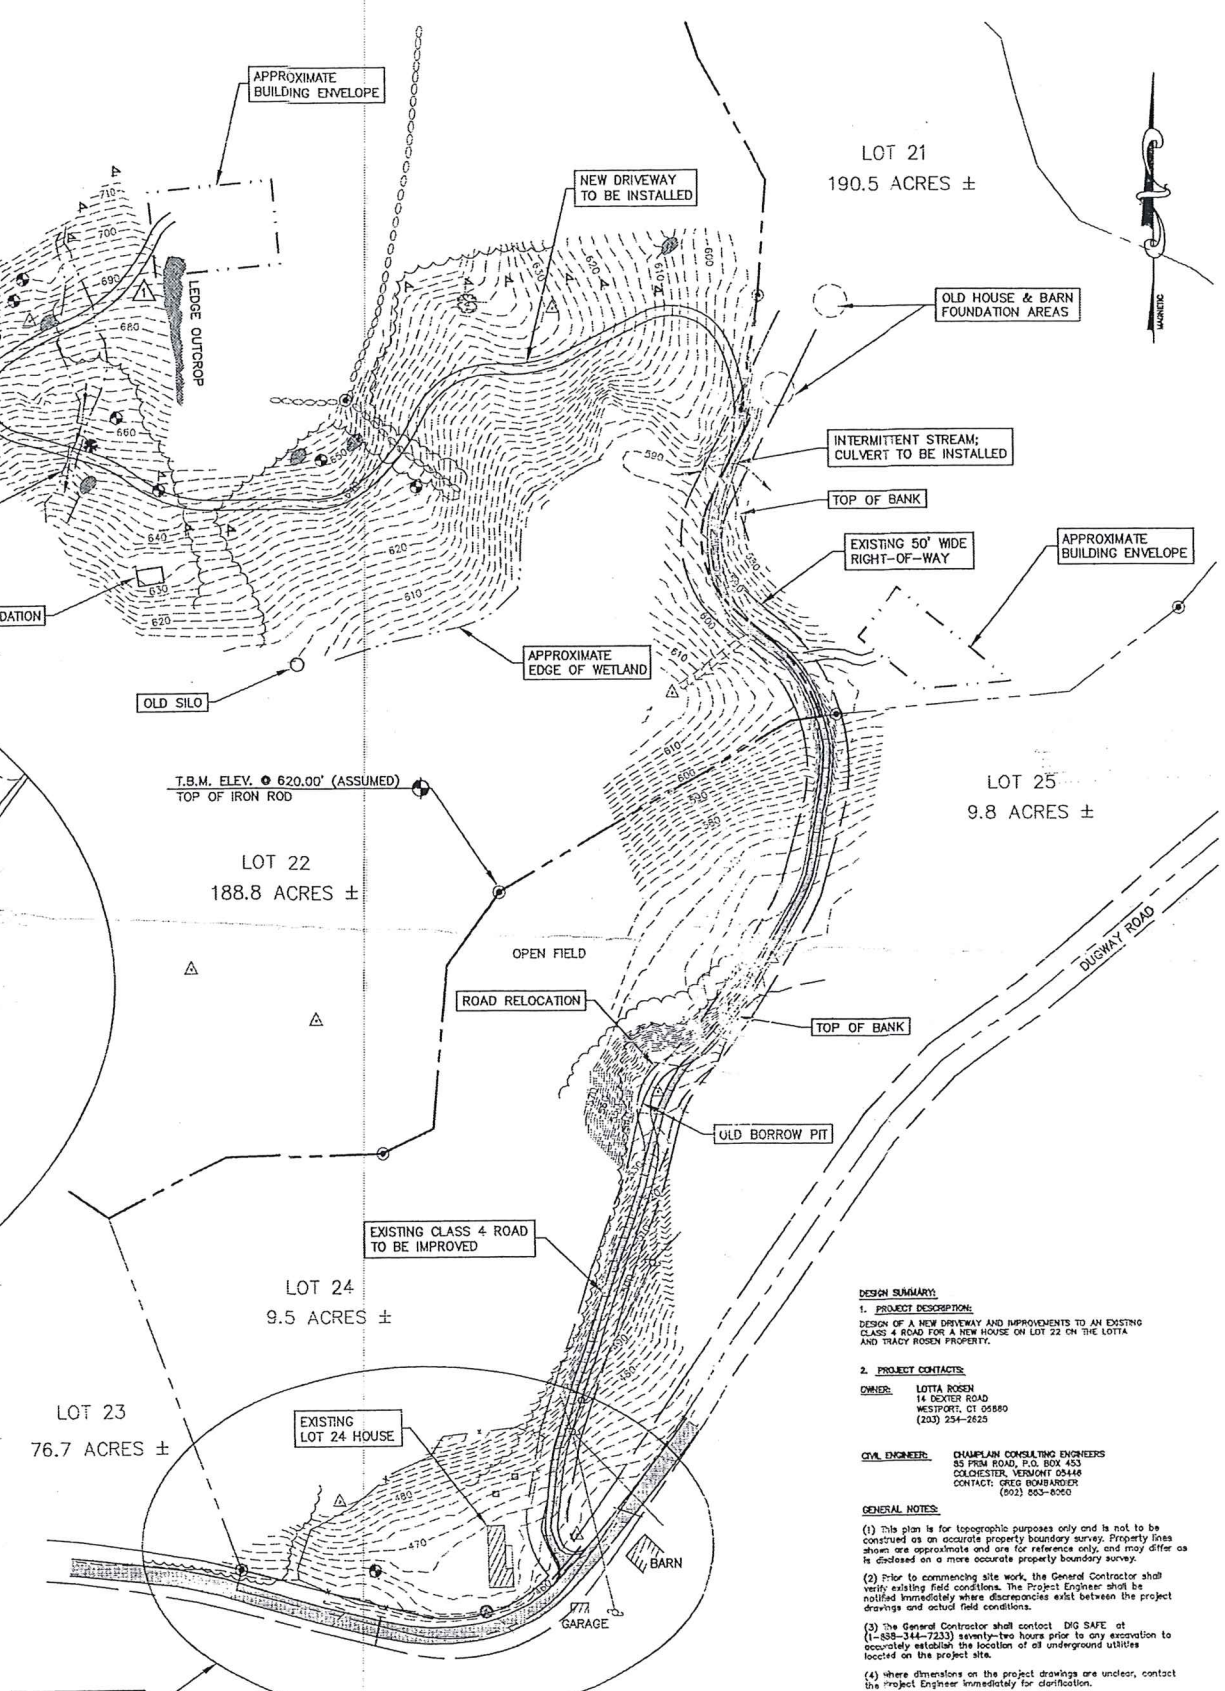 APPROXIMATE
BUILDING ENVELOPE
LOT 21
190.5 ACRES ±
NEW DRIVEWAY
TO BE INSTALLED
MAGNETIC
OLD HOUSE & BARN
FOUNDATION AREAS
710
700
690
680
660
LEDGE OUTCROP
630
620
610
600
590
650
INTERMITTENT STREAM;
CULVERT TO BE INSTALLED
TOP OF BANK
EXISTING 50' WIDE
RIGHT-OF-WAY
APPROXIMATE
BUILDING ENVELOPE
640
630
620
620
610
600
610
DATION
APPROXIMATE
EDGE OF WETLAND
OLD SILO
610
600
590
580
T.B.M. ELEV. @ 620.00' (ASSUMED)
TOP OF IRON ROD
LOT 25
9.8 ACRES ±
LOT 22
188.8 ACRES ±
DUGWAY ROAD
OPEN FIELD
ROAD RELOCATION
TOP OF BANK
OLD BORROW PIT
EXISTING CLASS 4 ROAD
TO BE IMPROVED
LOT 24
9.5 ACRES ±
LOT 23
76.7 ACRES ±
EXISTING
LOT 24 HOUSE
480
470
460
BARN
GARAGE
DESIGN SUMMARY:
1. PROJECT DESCRIPTION:
DESIGN OF A NEW DRIVEWAY AND IMPROVEMENTS TO AN EXISTING
CLASS 4 ROAD FOR A NEW HOUSE ON LOT 22 ON THE LOTTA
AND TRACY ROSEN PROPERTY.
2. PROJECT CONTACTS:
OWNER: LOTTA ROSEN
14 DEXTER ROAD
WESTPORT, CT 06880
(203) 254-2625
CIVIL ENGINEER: CHAMPLAIN CONSULTING ENGINEERS
85 PRIM ROAD, P.O. BOX 453
COLCHESTER, VERMONT 05446
CONTACT: GREG BOMBARDIER
(802) 863-8060
GENERAL NOTES:
(1) This plan is for topographic purposes only and is not to be
construed as an accurate property boundary survey. Property lines
shown are approximate and are for reference only, and may differ as
is disclosed on a more accurate property boundary survey.
(2) Prior to commencing site work, the General Contractor shall
verify existing field conditions. The Project Engineer shall be
notified immediately where discrepancies exist between the project
drawings and actual field conditions.
(3) The General Contractor shall contact DIG SAFE at
(1-888-344-7233) seventy-two hours prior to any excavation to
accurately establish the location of all underground utilities
located on the project site.
(4) Where dimensions on the project drawings are unclear, contact
the Project Engineer immediately for clarification.